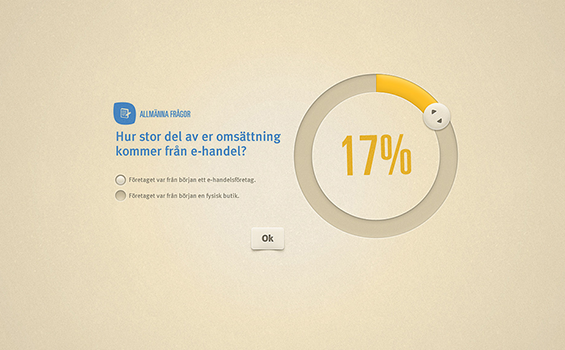 ALLMÄNNA FRÅGOR
Hur stor del av er omsättning
kommer från e-handel?
Företaget var från början ett e-handelsföretag.
Företaget var från början en fysisk butik.
17%
Ok